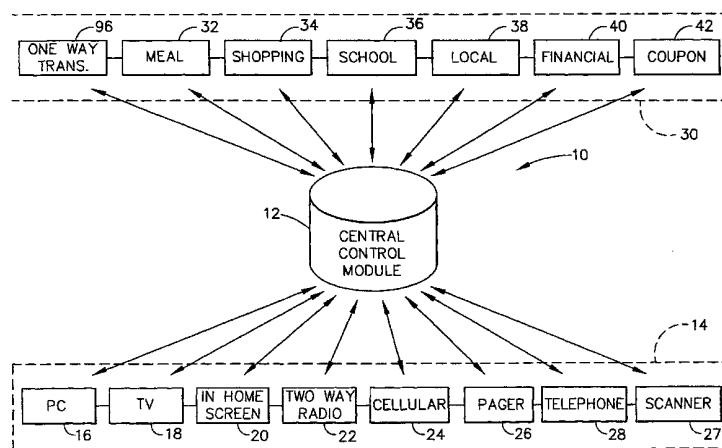 96 32 34 36 38 40 42
ONE WAY TRANS. MEAL SHOPPING SCHOOL LOCAL FINANCIAL COUPON
30
10
12
CENTRAL
CONTROL
MODULE
14
PC TV IN HOME SCREEN TWO WAY RADIO CELLULAR PAGER TELEPHONE SCANNER
16 18 20 22 24 26 28 27